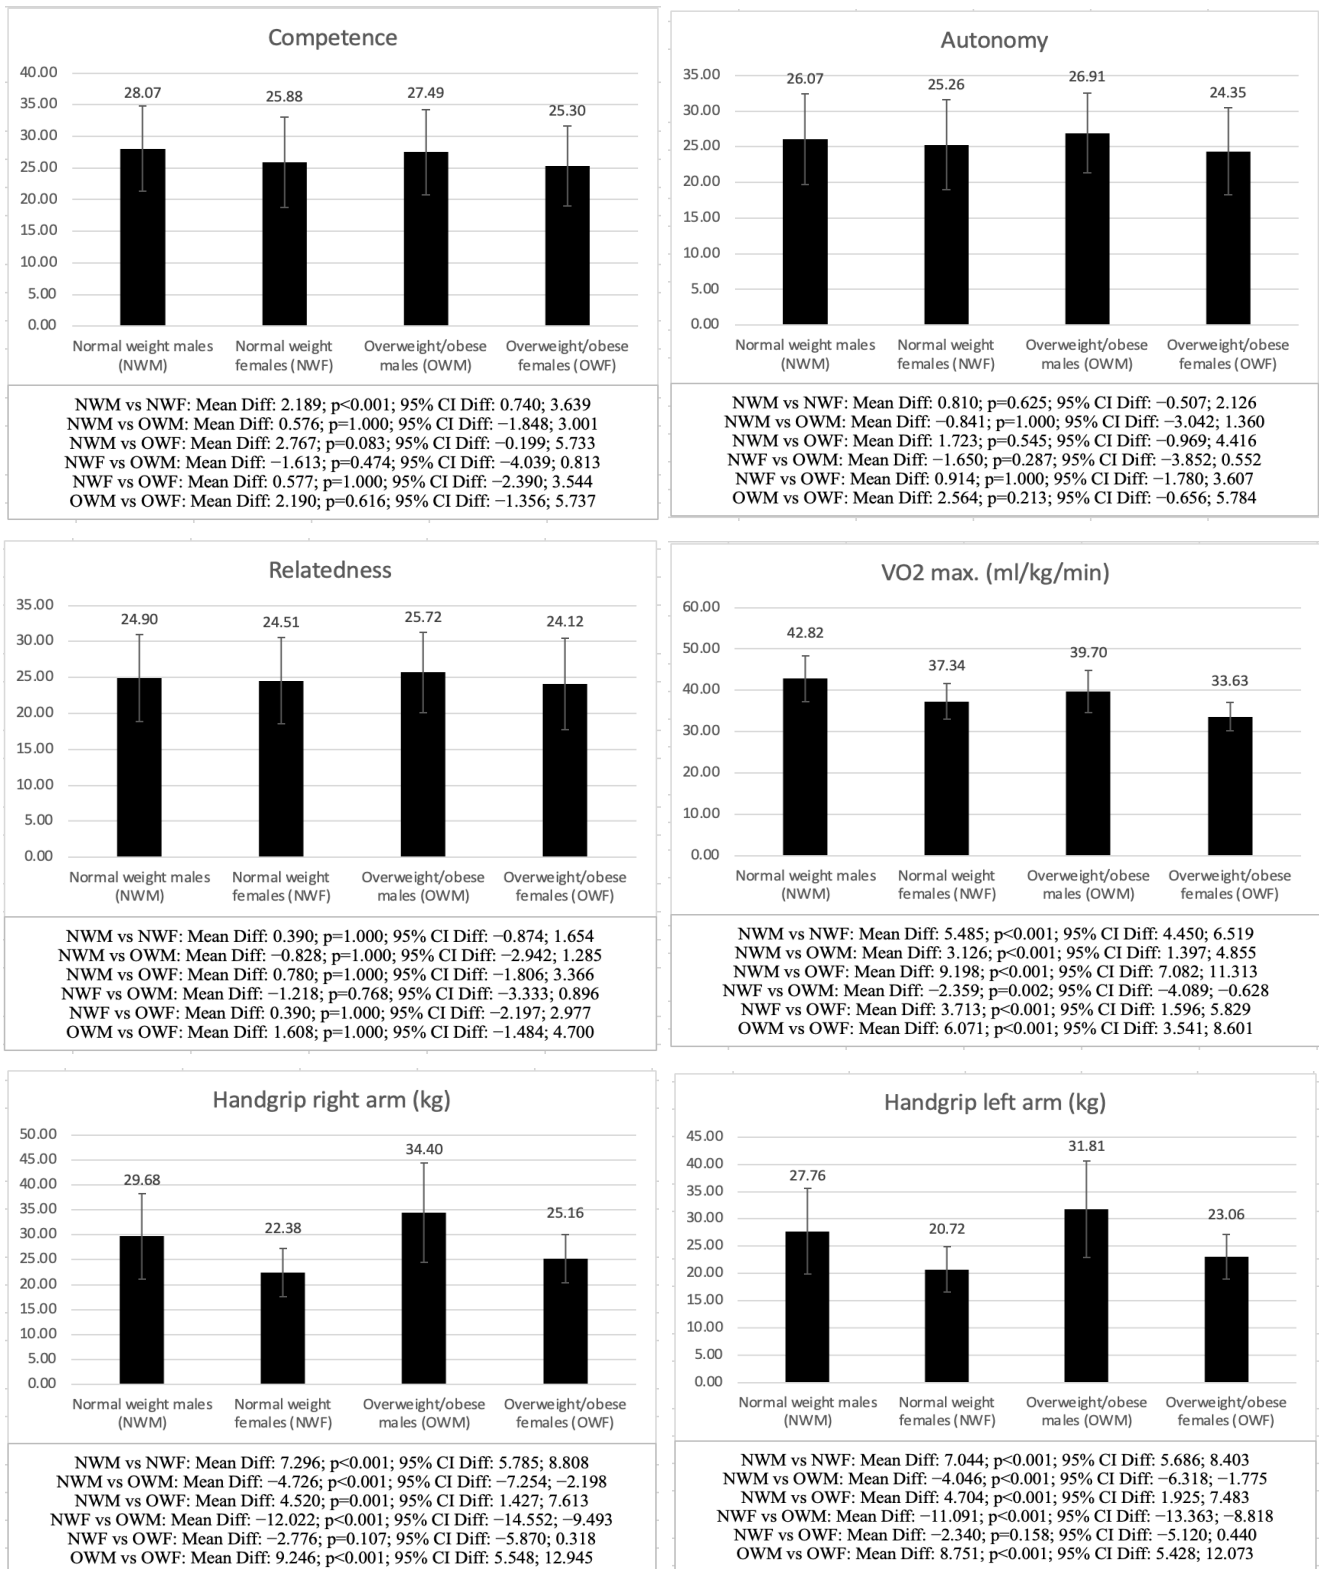 Competence
40.00
35.00
30.00
25.00
20.00
15.00
10.00
5.00
0.00
28.07
25.88
27.49
25.30
Normal weight males
(NWM)
Normal weight
females (NWF)
Overweight/obese
males (OWM)
Overweight/obese
females (OWF)
NWM vs NWF: Mean Diff: 2.189; p<0.001; 95% CI Diff: 0.740; 3.639
NWM vs OWM: Mean Diff: 0.576; p=1.000; 95% CI Diff: −1.848; 3.001
NWM vs OWF: Mean Diff: 2.767; p=0.083; 95% CI Diff: −0.199; 5.733
NWF vs OWM: Mean Diff: −1.613; p=0.474; 95% CI Diff: −4.039; 0.813
NWF vs OWF: Mean Diff: 0.577; p=1.000; 95% CI Diff: −2.390; 3.544
OWM vs OWF: Mean Diff: 2.190; p=0.616; 95% CI Diff: −1.356; 5.737
Autonomy
35.00
30.00
25.00
20.00
15.00
10.00
5.00
0.00
26.07
25.26
26.91
24.35
Normal weight males
(NWM)
Normal weight
females (NWF)
Overweight/obese
males (OWM)
Overweight/obese
females (OWF)
NWM vs NWF: Mean Diff: 0.810; p=0.625; 95% CI Diff: −0.507; 2.126
NWM vs OWM: Mean Diff: −0.841; p=1.000; 95% CI Diff: −3.042; 1.360
NWM vs OWF: Mean Diff: 1.723; p=0.545; 95% CI Diff: −0.969; 4.416
NWF vs OWM: Mean Diff: −1.650; p=0.287; 95% CI Diff: −3.852; 0.552
NWF vs OWF: Mean Diff: 0.914; p=1.000; 95% CI Diff: −1.780; 3.607
OWM vs OWF: Mean Diff: 2.564; p=0.213; 95% CI Diff: −0.656; 5.784
Relatedness
35.00
30.00
25.00
20.00
15.00
10.00
5.00
0.00
24.90
24.51
25.72
24.12
Normal weight males
(NWM)
Normal weight
females (NWF)
Overweight/obese
males (OWM)
Overweight/obese
females (OWF)
NWM vs NWF: Mean Diff: 0.390; p=1.000; 95% CI Diff: −0.874; 1.654
NWM vs OWM: Mean Diff: −0.828; p=1.000; 95% CI Diff: −2.942; 1.285
NWM vs OWF: Mean Diff: 0.780; p=1.000; 95% CI Diff: −1.806; 3.366
NWF vs OWM: Mean Diff: −1.218; p=0.768; 95% CI Diff: −3.333; 0.896
NWF vs OWF: Mean Diff: 0.390; p=1.000; 95% CI Diff: −2.197; 2.977
OWM vs OWF: Mean Diff: 1.608; p=1.000; 95% CI Diff: −1.484; 4.700
VO2 max. (ml/kg/min)
60.00
50.00
40.00
30.00
20.00
10.00
0.00
42.82
37.34
39.70
33.63
Normal weight males
(NWM)
Normal weight
females (NWF)
Overweight/obese
males (OWM)
Overweight/obese
females (OWF)
NWM vs NWF: Mean Diff: 5.485; p<0.001; 95% CI Diff: 4.450; 6.519
NWM vs OWM: Mean Diff: 3.126; p<0.001; 95% CI Diff: 1.397; 4.855
NWM vs OWF: Mean Diff: 9.198; p<0.001; 95% CI Diff: 7.082; 11.313
NWF vs OWM: Mean Diff: −2.359; p=0.002; 95% CI Diff: −4.089; −0.628
NWF vs OWF: Mean Diff: 3.713; p<0.001; 95% CI Diff: 1.596; 5.829
OWM vs OWF: Mean Diff: 6.071; p<0.001; 95% CI Diff: 3.541; 8.601
Handgrip right arm (kg)
50.00
45.00
40.00
35.00
30.00
25.00
20.00
15.00
10.00
5.00
0.00
29.68
22.38
34.40
25.16
Normal weight males
(NWM)
Normal weight
females (NWF)
Overweight/obese
males (OWM)
Overweight/obese
females (OWF)
NWM vs NWF: Mean Diff: 7.296; p<0.001; 95% CI Diff: 5.785; 8.808
NWM vs OWM: Mean Diff: −4.726; p<0.001; 95% CI Diff: −7.254; −2.198
NWM vs OWF: Mean Diff: 4.520; p=0.001; 95% CI Diff: 1.427; 7.613
NWF vs OWM: Mean Diff: −12.022; p<0.001; 95% CI Diff: −14.552; −9.493
NWF vs OWF: Mean Diff: −2.776; p=0.107; 95% CI Diff: −5.870; 0.318
OWM vs OWF: Mean Diff: 9.246; p<0.001; 95% CI Diff: 5.548; 12.945
Handgrip left arm (kg)
45.00
40.00
35.00
30.00
25.00
20.00
15.00
10.00
5.00
0.00
27.76
20.72
31.81
23.06
Normal weight males
(NWM)
Normal weight
females (NWF)
Overweight/obese
males (OWM)
Overweight/obese
females (OWF)
NWM vs NWF: Mean Diff: 7.044; p<0.001; 95% CI Diff: 5.686; 8.403
NWM vs OWM: Mean Diff: −4.046; p<0.001; 95% CI Diff: −6.318; −1.775
NWM vs OWF: Mean Diff: 4.704; p<0.001; 95% CI Diff: 1.925; 7.483
NWF vs OWM: Mean Diff: −11.091; p<0.001; 95% CI Diff: −13.363; −8.818
NWF vs OWF: Mean Diff: −2.340; p=0.158; 95% CI Diff: −5.120; 0.440
OWM vs OWF: Mean Diff: 8.751; p<0.001; 95% CI Diff: 5.428; 12.073